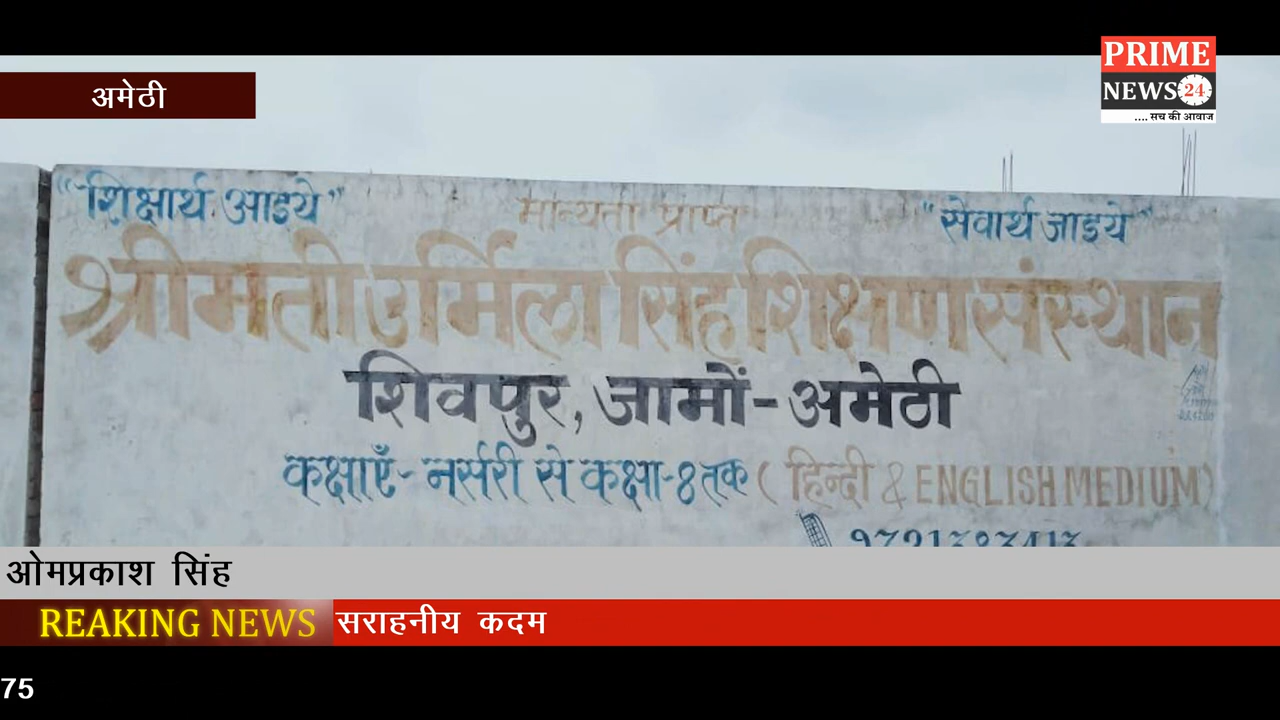 PRIME
NEWS 24
.... सच की आवाज
अमेठी
"शिक्षार्थ आइये" मान्यता प्राप्त "सेवार्थ जाइये"
श्रीमती उर्मिला सिंह शिक्षण संस्थान
शिवपुर, जामों-अमेठी
कक्षाएँ-नर्सरी से कक्षा-8 तक ( हिन्दी & ENGLISH MEDIUM)
ओमप्रकाश सिंह
REAKING NEWS सराहनीय कदम
75